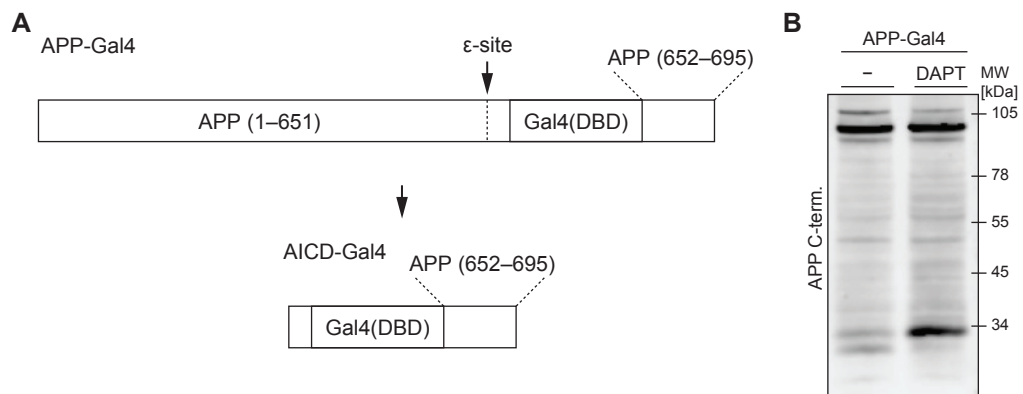 A
APP-Gal4
ε-site
APP (652–695)
APP (1–651)
Gal4(DBD)
AICD-Gal4
APP (652–695)
Gal4(DBD)
B
APP-Gal4
– DAPT
MW
[kDa]
105
78
55
45
34
APP C-term.